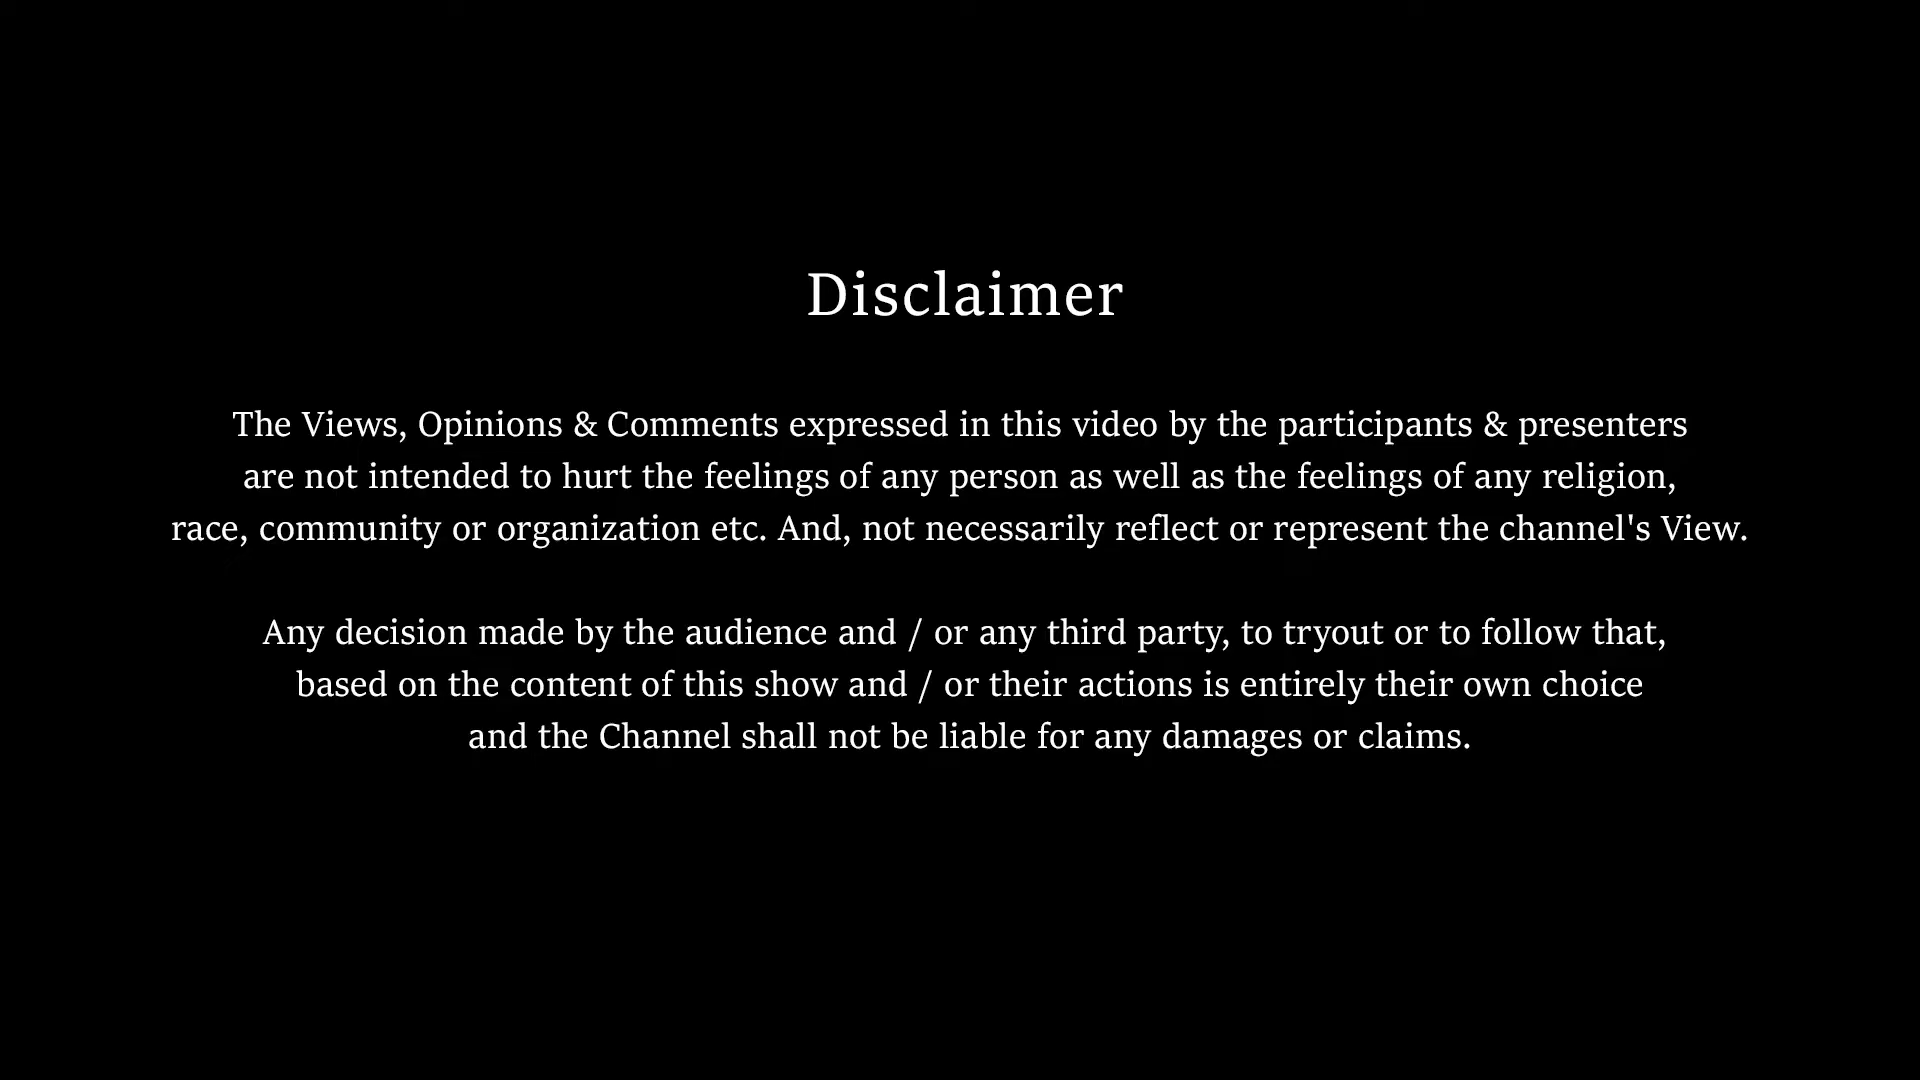 Disclaimer
The Views, Opinions & Comments expressed in this video by the participants & presenters
are not intended to hurt the feelings of any person as well as the feelings of any religion,
race, community or organization etc. And, not necessarily reflect or represent the channel's View.
Any decision made by the audience and / or any third party, to tryout or to follow that,
based on the content of this show and / or their actions is entirely their own choice
and the Channel shall not be liable for any damages or claims.